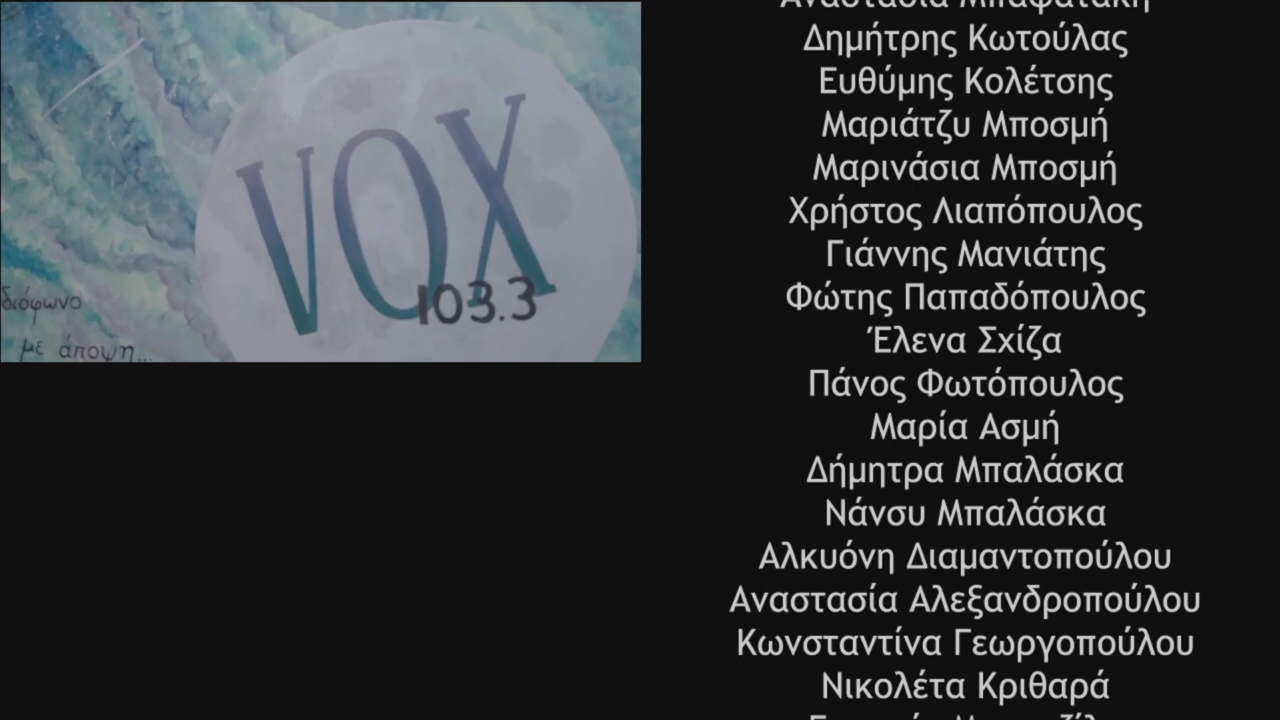 VOX
103.3
διόφωνο
με άποψη...
Δημήτρης Κωτούλας
Ευθύμης Κολέτσης
Μαριάτζυ Μποσμή
Μαρινάσια Μποσμή
Χρήστος Λιαπόπουλος
Γιάννης Μανιάτης
Φώτης Παπαδόπουλος
Έλενα Σχίζα
Πάνος Φωτόπουλος
Μαρία Ασμή
Δήμητρα Μπαλάσκα
Νάνσυ Μπαλάσκα
Αλκυόνη Διαμαντοπούλου
Αναστασία Αλεξανδροπούλου
Κωνσταντίνα Γεωργοπούλου
Νικολέτα Κριθαρά